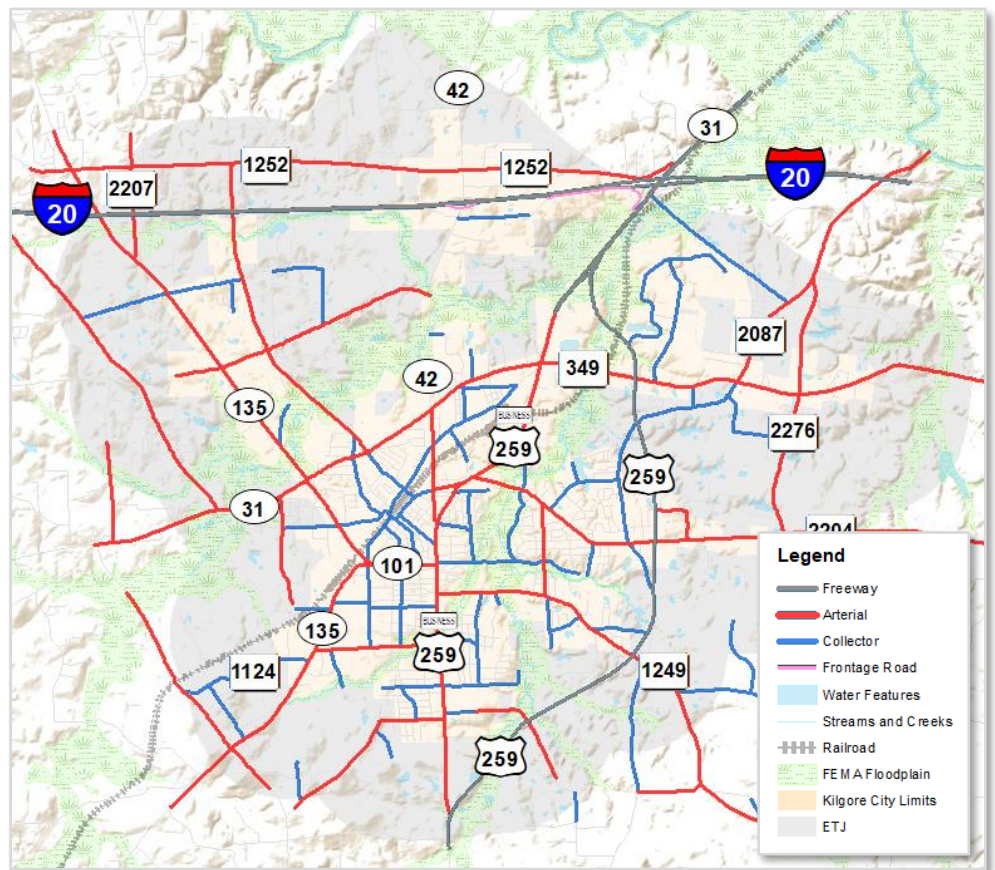 42
31
1252
1252
20
2207
20
2087
349
42
135
BUSINESS
259
2276
259
31
2204
101
BUSINESS
135
259
1124
1249
259
Legend
Freeway
Arterial
Collector
Frontage Road
Water Features
Streams and Creeks
Railroad
FEMA Floodplain
Kilgore City Limits
ETJ